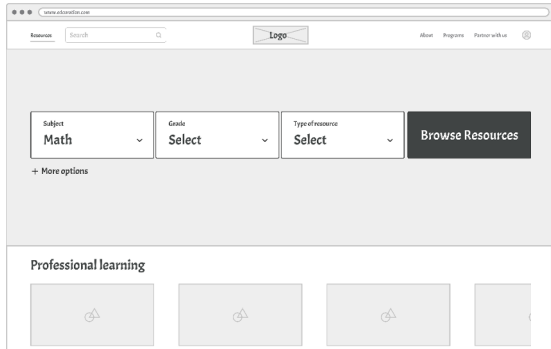 www.edumation.com
Resources
Search
Logo
About Programs Partner with us
Subject
Math
Grade
Select
Type of resource
Select
Browse Resources
+ More options
Professional learning